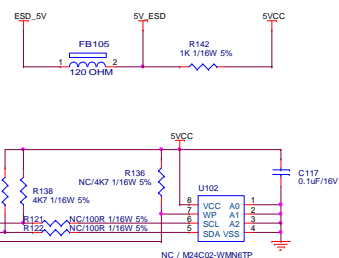 ESD_5V
5V_ESD
5VCC
FB105
R142
1K 1/16W 5%
1
2
120 OHM
5VCC
R138
4K7 1/16W 5%
R136
NC/4K7 1/16W 5%
C117
0.1uF/16V
U102
8 VCC A0 1
7 WP A1 2
6 SCL A2 3
5 SDA VSS 4
R121 NC/100R 1/16W 5%
R122 NC/100R 1/16W 5%
NC / M24C02-WMN6TP